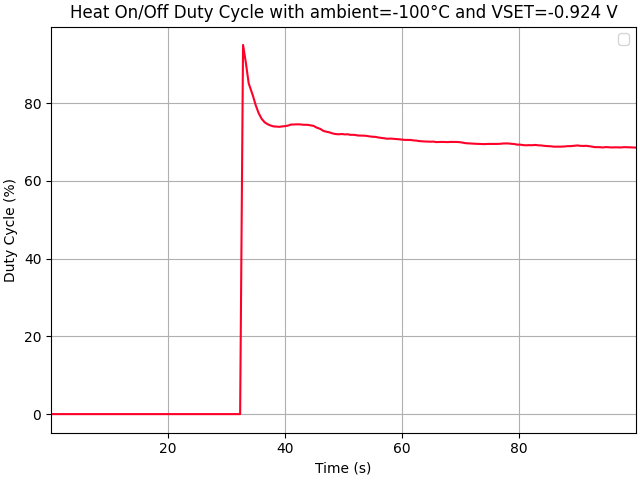 Heat On/Off Duty Cycle with ambient=-100°C and VSET=-0.924 V
Duty Cycle (%)
80
60
40
20
0
20 40 60 80
Time (s)